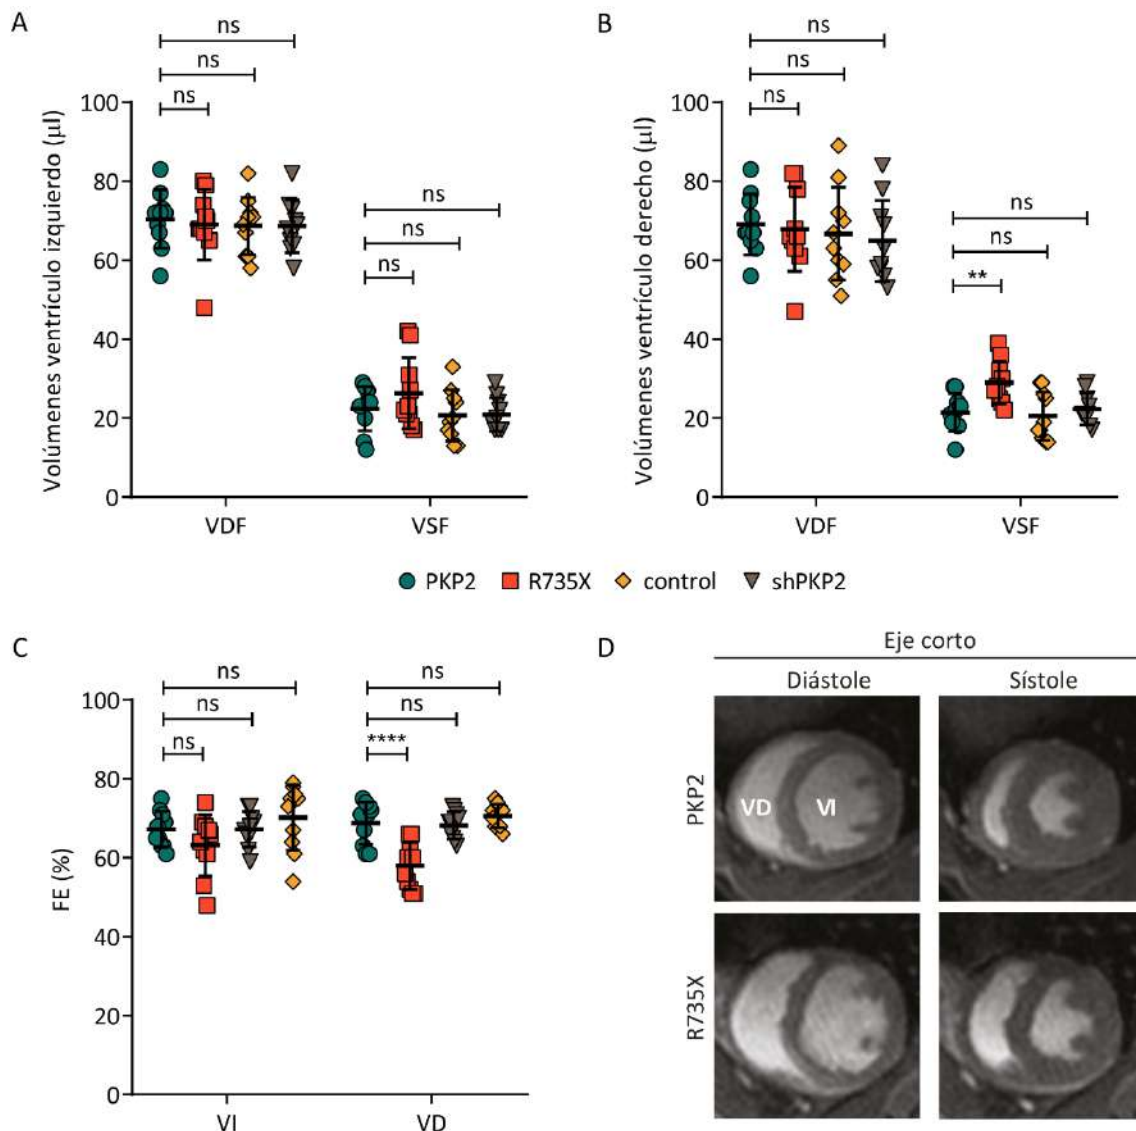 A
ns
ns
ns
Volúmenes ventrículo izquierdo (µl)
100
80
60
40
20
0
ns
ns
ns
VDF
VSF
B
ns
ns
ns
Volúmenes ventrículo derecho (µl)
100
80
60
40
20
0
ns
ns
**
VDF
VSF
PKP2 R735X control shPKP2
C
ns
ns
ns
FE (%)
100
80
60
40
20
0
ns
ns
****
VI
VD
D
Eje corto
Diástole Sístole
PKP2
VD VI
R735X